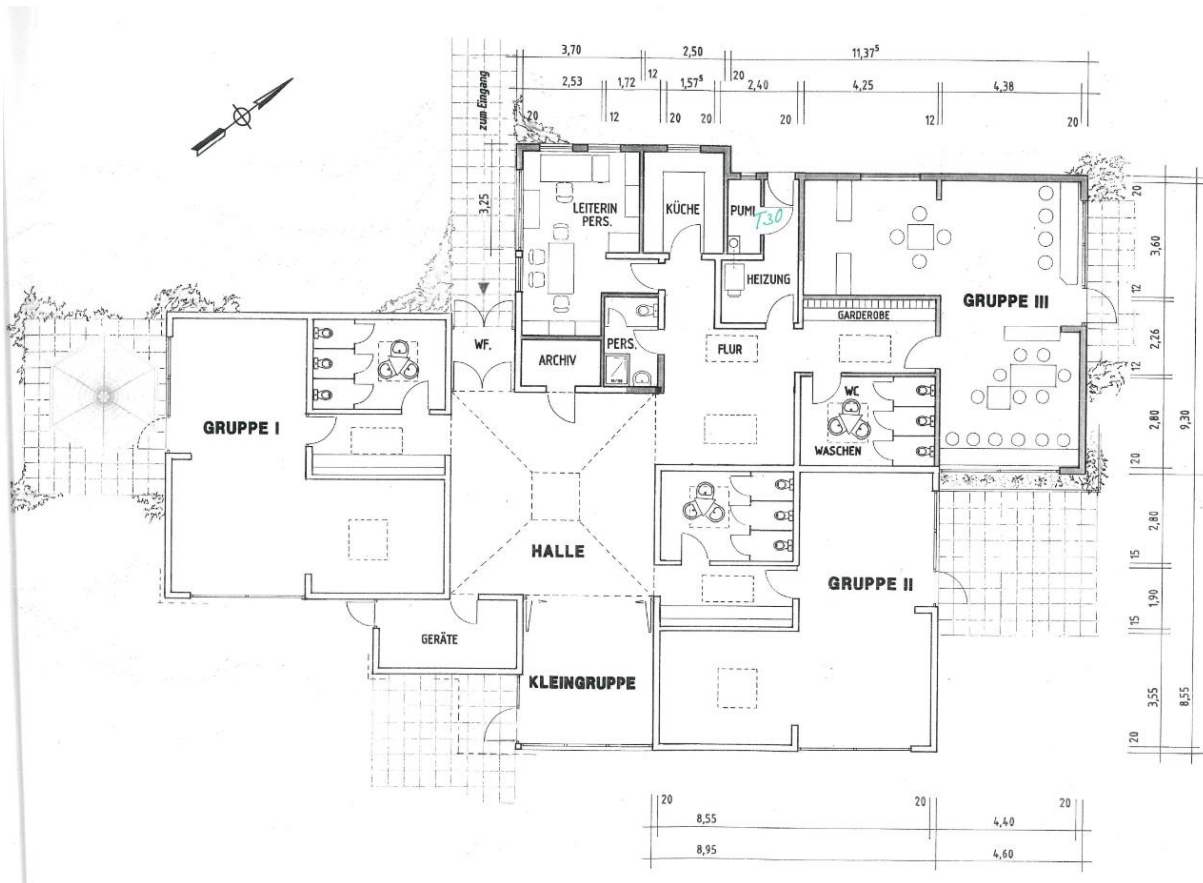 3,70 2,50 11,37⁵
2,53 1,72 12 1,57⁵ 20 2,40 4,25 4,38
20 12 20 20 20 12 20
zum Eingang
3,25
LEITERIN
PERS.
KÜCHE
PUMI
T30
HEIZUNG
GRUPPE III
GARDEROBE
WF.
ARCHIV
PERS.
FLUR
WC
WASCHEN
GRUPPE I
HALLE
GRUPPE II
GERÄTE
KLEINGRUPPE
20
3,60
12
2,26
12
2,80
9,30
20
2,80
15
1,90
15
3,55
8,55
20
20 20 20
8,55 4,40
8,95 4,60